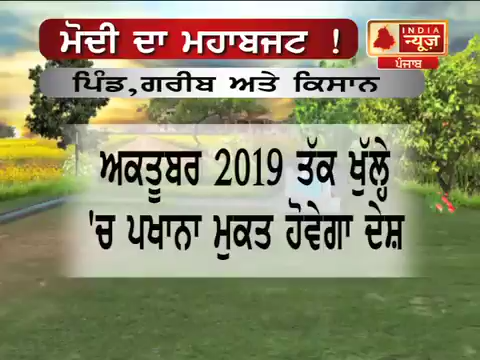 ਮੋਦੀ ਦਾ ਮਹਾਬਜਟ !
INDIA
ਨਿਊਜ਼
ਪੰਜਾਬ
ਪਿੰਡ,ਗਰੀਬ ਅਤੇ ਕਿਸਾਨ
ਅਕਤੂਬਰ 2019 ਤੱਕ ਖੁੱਲ੍ਹੇ
'ਚ ਪਖਾਨਾ ਮੁਕਤ ਹੋਵੇਗਾ ਦੇਸ਼